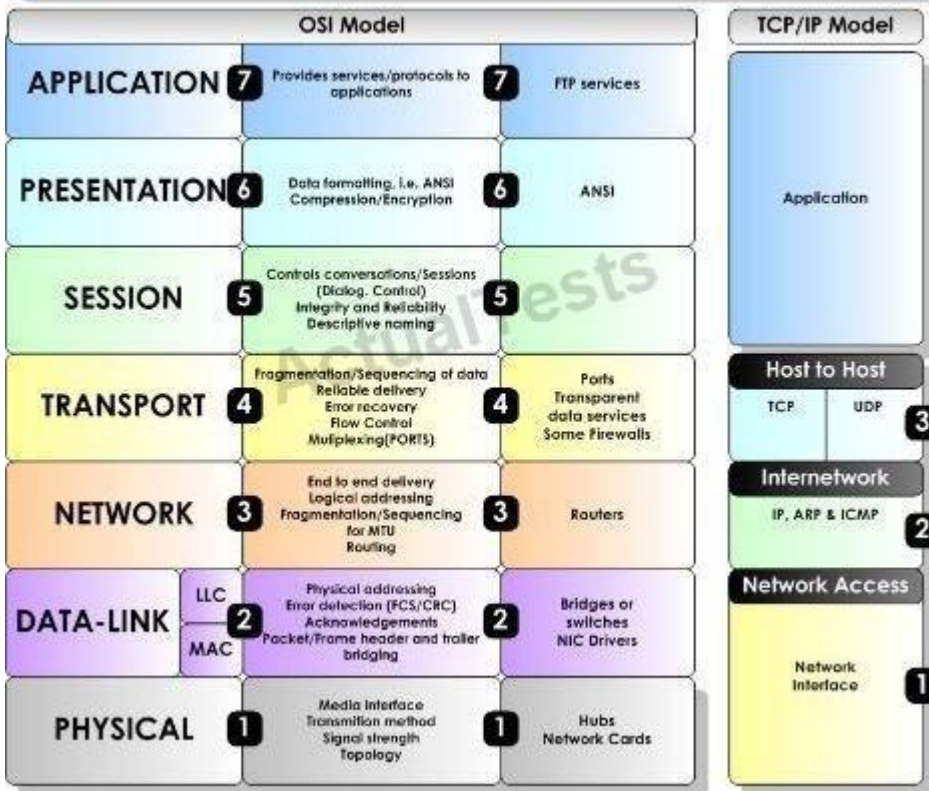 OSI Model
TCP/IP Model
APPLICATION
7
Provides services/protocols to
applications
7
FTP services
PRESENTATION
6
Data formatting, i.e. ANSI
Compression/Encryption
6
ANSI
Application
SESSION
5
Controls conversations/Sessions
(Dialog. Control)
Integrity and Reliability
Descriptive naming
5
ActualTests
TRANSPORT
4
Fragmentation/Sequencing of data
Reliable delivery
Error recovery
Flow Control
Muliplexing(PORTS)
4
Ports
Transparent
data services
Some Firewalls
Host to Host
TCP
UDP
3
NETWORK
3
End to end delivery
Logical addressing
Fragmentation/Sequencing
for MTU
Routing
3
Routers
Internetwork
IP, ARP & ICMP
2
DATA-LINK
LLC
MAC
2
Physical addressing
Error detection (FCS/CRC)
Acknowledgements
Packet/Frame header and trailer
bridging
2
Bridges or
switches
NIC Drivers
Network Access
Network
Interface
1
PHYSICAL
1
Media Interface
Transmition method
Signal strength
Topology
1
Hubs
Network Cards